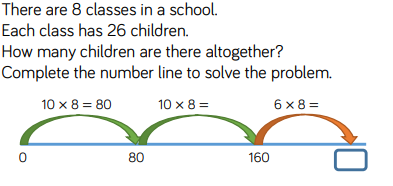 There are 8 classes in a school.
Each class has 26 children.
How many children are there altogether?
Complete the number line to solve the problem.
10 × 8 = 80 10 × 8 = 6 × 8 =
0 80 160